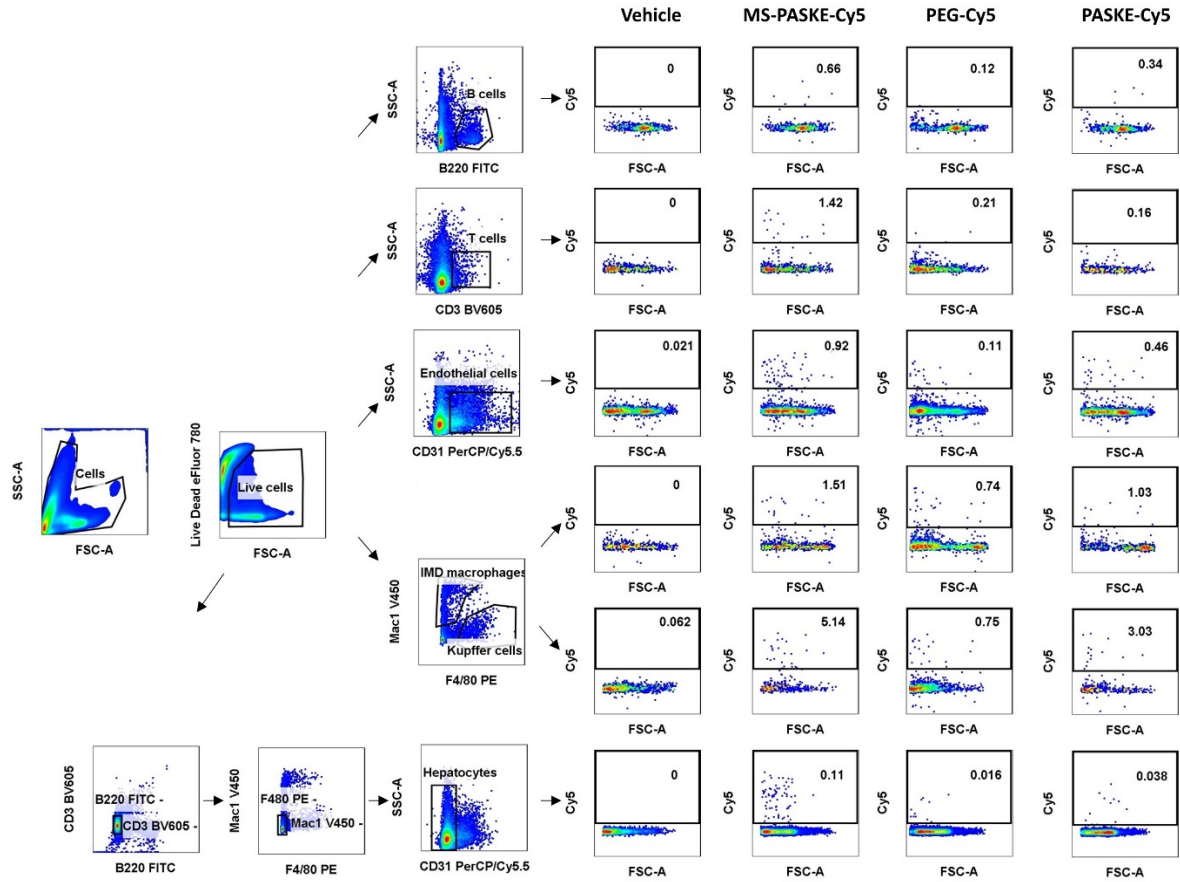 Vehicle MS-PASKE-Cy5 PEG-Cy5 PASKE-Cy5
SSC-A
B cells
B220 FITC
Cy5
0
FSC-A
Cy5
0.66
FSC-A
Cy5
0.12
FSC-A
Cy5
0.34
FSC-A
SSC-A
T cells
CD3 BV605
Cy5
0
FSC-A
Cy5
1.42
FSC-A
Cy5
0.21
FSC-A
Cy5
0.16
FSC-A
SSC-A
Endothelial cells
CD31 PerCP/Cy5.5
Cy5
0.021
FSC-A
Cy5
0.92
FSC-A
Cy5
0.11
FSC-A
Cy5
0.46
FSC-A
SSC-A
Cells
FSC-A
Live Dead eFluor 780
Live cells
FSC-A
Cy5
0
FSC-A
Cy5
1.51
FSC-A
Cy5
0.74
FSC-A
Cy5
1.03
FSC-A
Mac1 V450
IMD macrophages
Kupffer cells
F4/80 PE
Cy5
0.062
FSC-A
Cy5
5.14
FSC-A
Cy5
0.75
FSC-A
Cy5
3.03
FSC-A
CD3 BV605
B220 FITC -
CD3 BV605 -
B220 FITC
Mac1 V450
F480 PE -
Mac1 V450 -
F4/80 PE
SSC-A
Hepatocytes
CD31 PerCP/Cy5.5
Cy5
0
FSC-A
Cy5
0.11
FSC-A
Cy5
0.016
FSC-A
Cy5
0.038
FSC-A